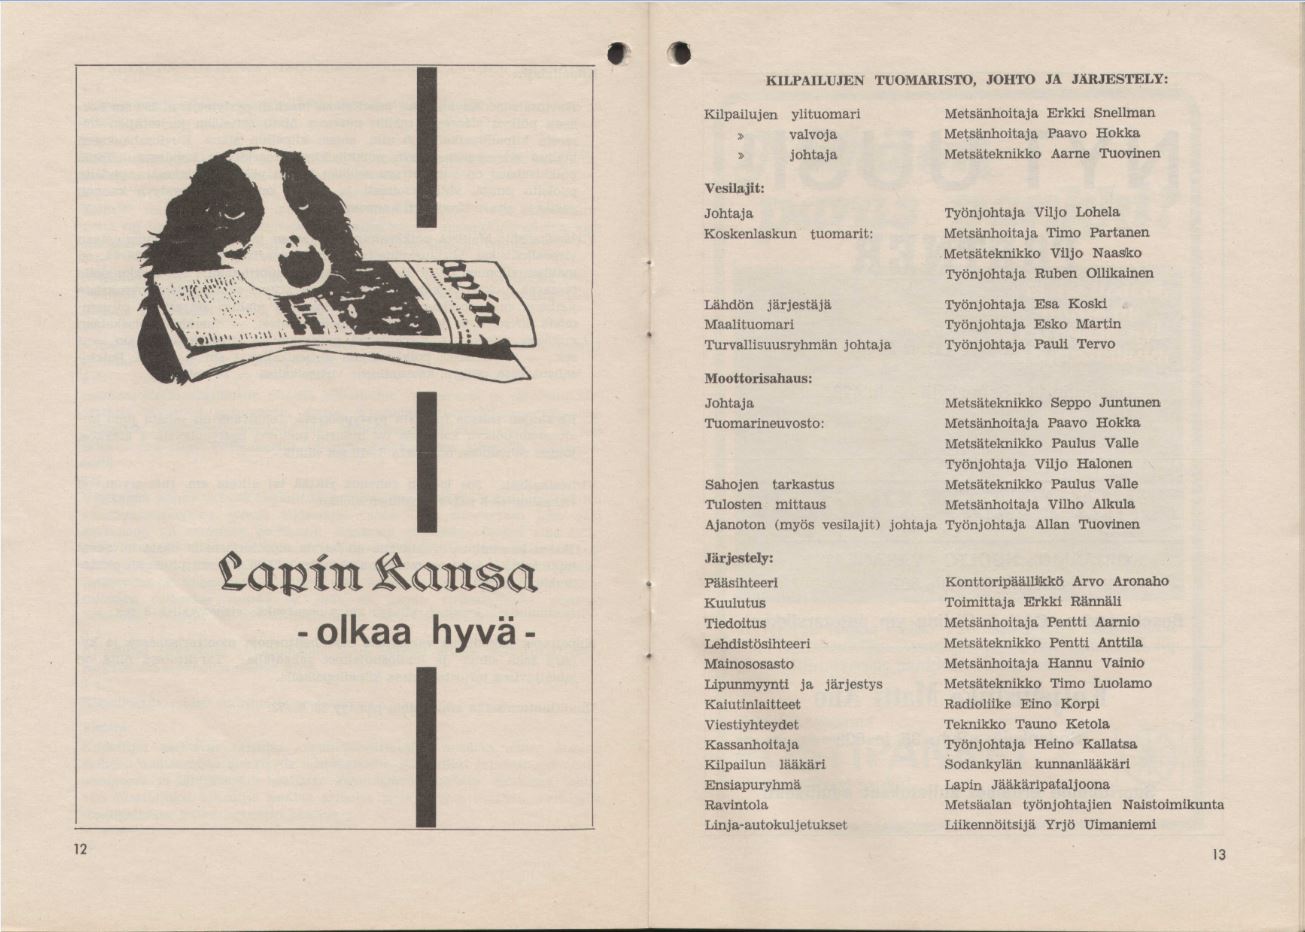 apin
Lapin Kansa
- olkaa hyvä -
12
KILPAILUJEN TUOMARISTO, JOHTO JA JÄRJESTELY:
Kilpailujen ylituomari Metsänhoitaja Erkki Snellman
» valvoja Metsänhoitaja Paavo Hokka
» johtaja Metsäteknikko Aarne Tuovinen
Vesilajit:
Johtaja Työnjohtaja Viljo Lohela
Koskenlaskun tuomarit: Metsänhoitaja Timo Partanen
Metsäteknikko Viljo Naasko
Työnjohtaja Ruben Ollikainen
Lähdön järjestäjä Työnjohtaja Esa Koski
Maalituomari Työnjohtaja Esko Martin
Turvallisuusryhmän johtaja Työnjohtaja Pauli Tervo
Moottorisahaus:
Johtaja Metsäteknikko Seppo Juntunen
Tuomarineuvosto: Metsänhoitaja Paavo Hokka
Metsäteknikko Paulus Valle
Työnjohtaja Viljo Halonen
Sahojen tarkastus Metsäteknikko Paulus Valle
Tulosten mittaus Metsänhoitaja Vilho Alkula
Ajanoton (myös vesilajit) johtaja Työnjohtaja Allan Tuovinen
Järjestely:
Pääsihteeri Konttoripäällikkö Arvo Aronaho
Kuulutus Toimittaja Erkki Rännäli
Tiedoitus Metsänhoitaja Pentti Aarnio
Lehdistösihteeri Metsäteknikko Pentti Anttila
Mainososasto Metsänhoitaja Hannu Vainio
Lipunmyynti ja järjestys Metsäteknikko Timo Luolamo
Kaiutinlaitteet Radioliike Eino Korpi
Viestiyhteydet Teknikko Tauno Ketola
Kassanhoitaja Työnjohtaja Heino Kallatsa
Kilpailun lääkäri Sodankylän kunnanlääkäri
Ensiapuryhmä Lapin Jääkäripataljoona
Ravintola Metsäalan työnjohtajien Naistoimikunta
Linja-autokuljetukset Liikennöitsijä Yrjö Uimaniemi
13